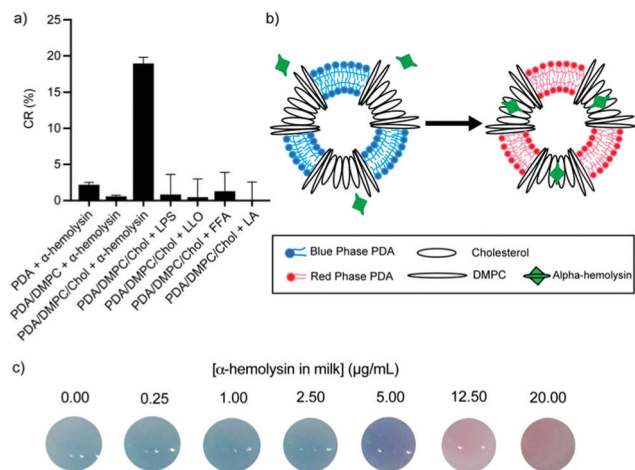 a)
25
20
15
10
5
0
CR (%)
PDA + α-hemolysin
PDA/DMPC + α-hemolysin
PDA/DMPC/Chol + α-hemolysin
PDA/DMPC/Chol + LPS
PDA/DMPC/Chol + LLO
PDA/DMPC/Chol + FFA
PDA/DMPC/Chol + LA
b)
Blue Phase PDA
Cholesterol
Red Phase PDA
DMPC
Alpha-hemolysin
c)
[α-hemolysin in milk] (µg/mL)
0.00 0.25 1.00 2.50 5.00 12.50 20.00